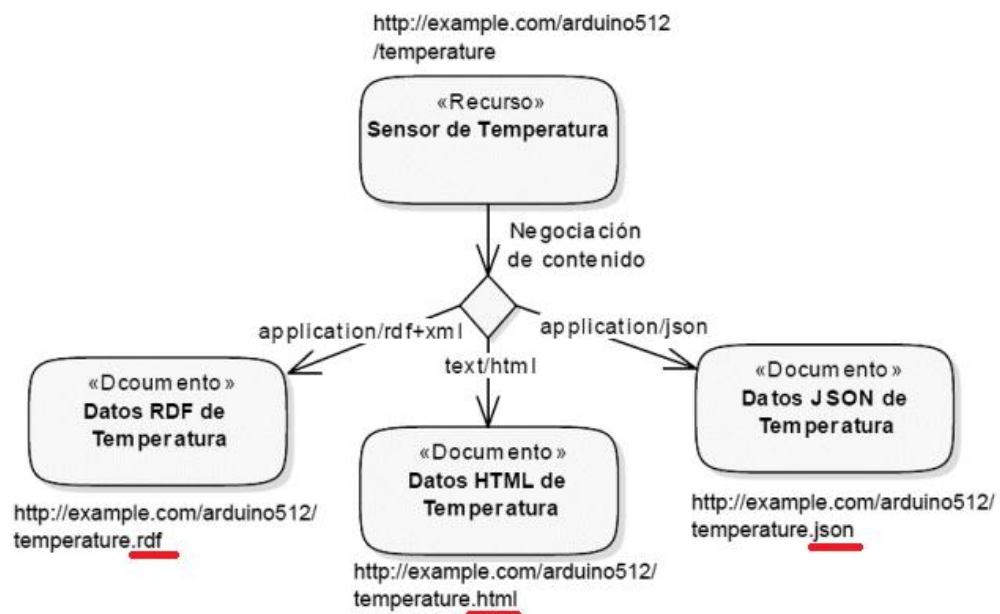 http://example.com/arduino512
/temperature
«Recurso»
Sensor de Temperatura
Negociación
de contenido
application/rdf+xml
application/json
text/html
«Dcoumento»
Datos RDF de
Temperatura
http://example.com/arduino512/
temperature.rdf
«Documento»
Datos HTML de
Temperatura
http://example.com/arduino512/
temperature.html
«Documento»
Datos JSON de
Temperatura
http://example.com/arduino512/
temperature.json